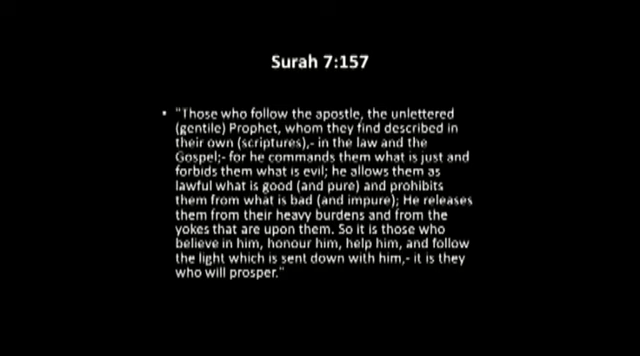 Surah 7:157
• "Those who follow the apostle, the unlettered
(gentile) Prophet, whom they find described in
their own (scriptures),- in the law and the
Gospel;- for he commands them what is just and
forbids them what is evil; he allows them as
lawful what is good (and pure) and prohibits
them from what is bad (and impure); He releases
them from their heavy burdens and from the
yokes that are upon them. So it is those who
believe in him, honour him, help him, and follow
the light which is sent down with him,- it is they
who will prosper."